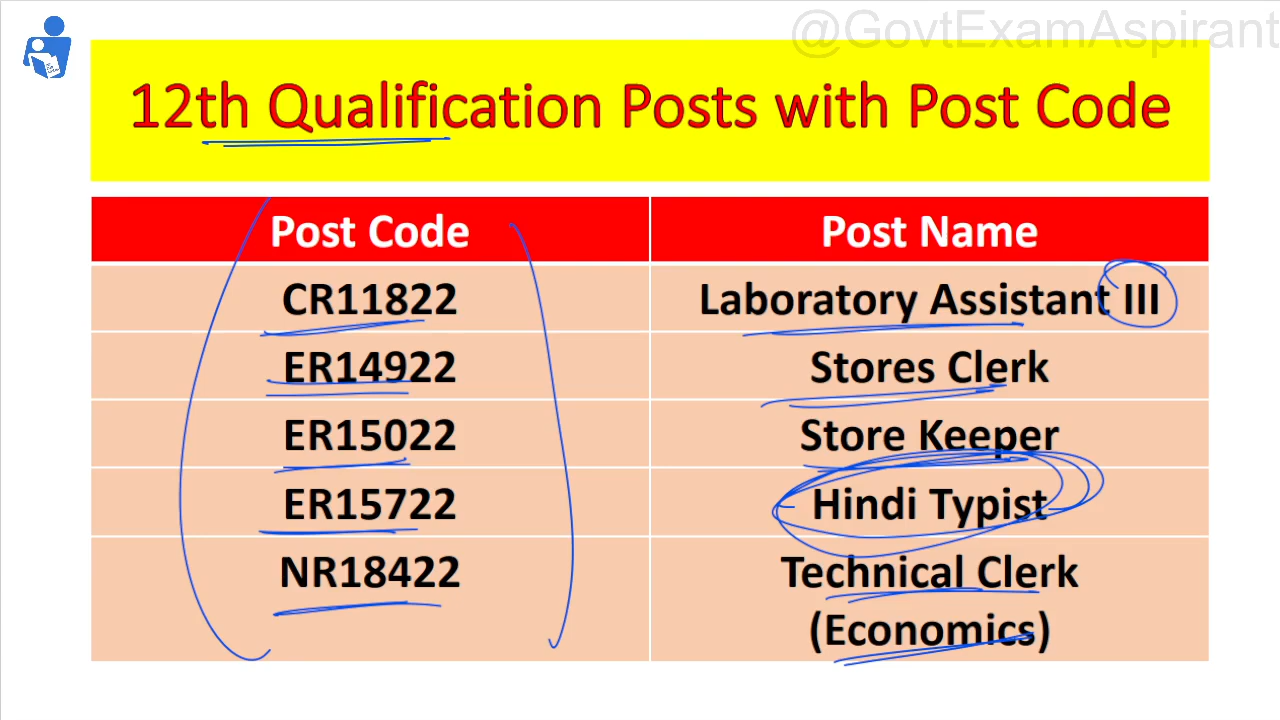 @GovtExamAspirant
12th Qualification Posts with Post Code
Post Code Post Name
CR11822 Laboratory Assistant III
ER14922 Stores Clerk
ER15022 Store Keeper
ER15722 Hindi Typist
NR18422 Technical Clerk
(Economics)